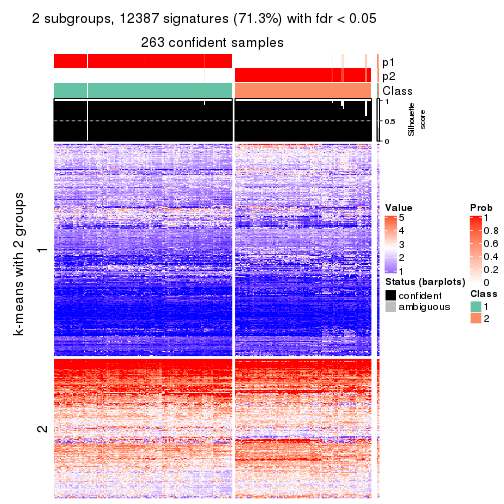 2 subgroups, 12387 signatures (71.3%) with fdr < 0.05
263 confident samples
p1
p2
Class
1
0.5
0
Silhouette
score
k-means with 2 groups
1
2
Value
5
4
3
2
1
Status (barplots)
confident
ambiguous
Prob
1
0.8
0.6
0.4
0.2
0
Class
1
2